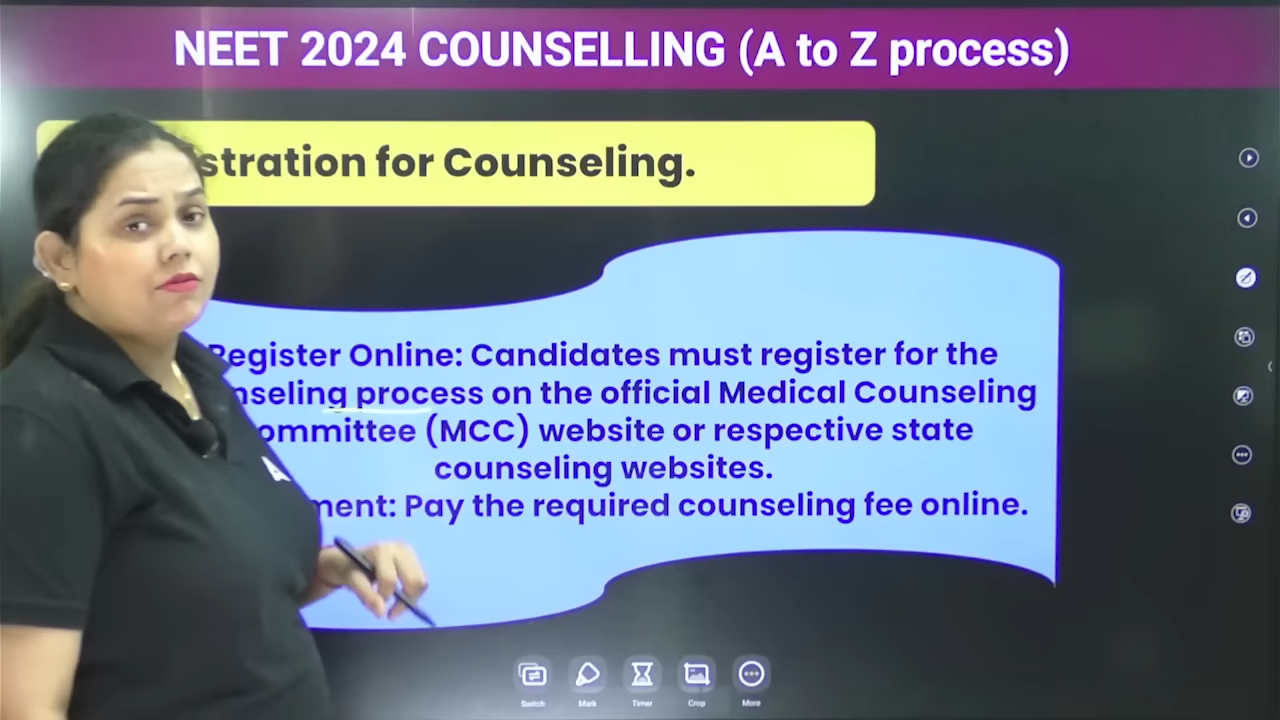 NEET 2024 COUNSELLING (A to Z process)
stration for Counseling.
Register Online: Candidates must register for the
nseling process on the official Medical Counseling
ommittee (MCC) website or respective state
counseling websites.
ment: Pay the required counseling fee online.
Switch
Mark
Timer
Crop
More